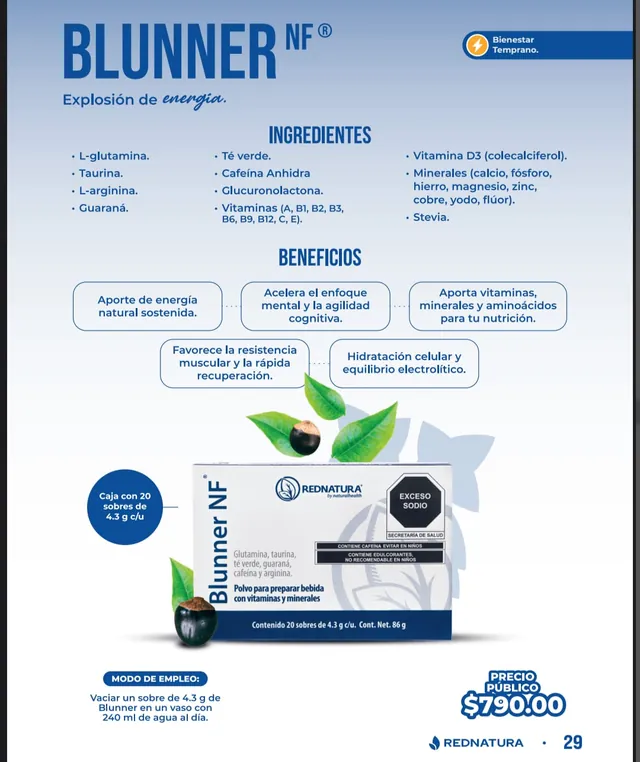 BLUNNER NF®
Bienestar
Temprano.
Explosión de energía.
INGREDIENTES
• L-glutamina.
• Taurina.
• L-arginina.
• Guaraná.
• Té verde.
• Cafeína Anhidra
• Glucuronolactona.
• Vitaminas (A, B1, B2, B3,
B6, B9, B12, C, E).
• Vitamina D3 (colecalciferol).
• Minerales (calcio, fósforo,
hierro, magnesio, zinc,
cobre, yodo, flúor).
• Stevia.
BENEFICIOS
Aporte de energía
natural sostenida.
Acelera el enfoque
mental y la agilidad
cognitiva.
Aporta vitaminas,
minerales y aminoácidos
para tu nutrición.
Favorece la resistencia
muscular y la rápida
recuperación.
Hidratación celular y
equilibrio electrolítico.
Caja con 20
sobres de
4.3 g c/u
Blunner NF®
REDNATURA®
by naturalhealth
EXCESO
SODIO
SECRETARÍA DE SALUD
CONTIENE CAFEÍNA EVITAR EN NIÑOS
CONTIENE EDULCORANTES,
NO RECOMENDABLE EN NIÑOS
Glutamina, taurina,
té verde, guaraná,
cafeína y arginina.
Polvo para preparar bebida
con vitaminas y minerales
Contenido 20 sobres de 4.3 g c/u. Cont. Net. 86 g
MODO DE EMPLEO:
Vaciar un sobre de 4.3 g de
Blunner en un vaso con
240 ml de agua al día.
PRECIO
PÚBLICO
$790.00
REDNATURA • 29